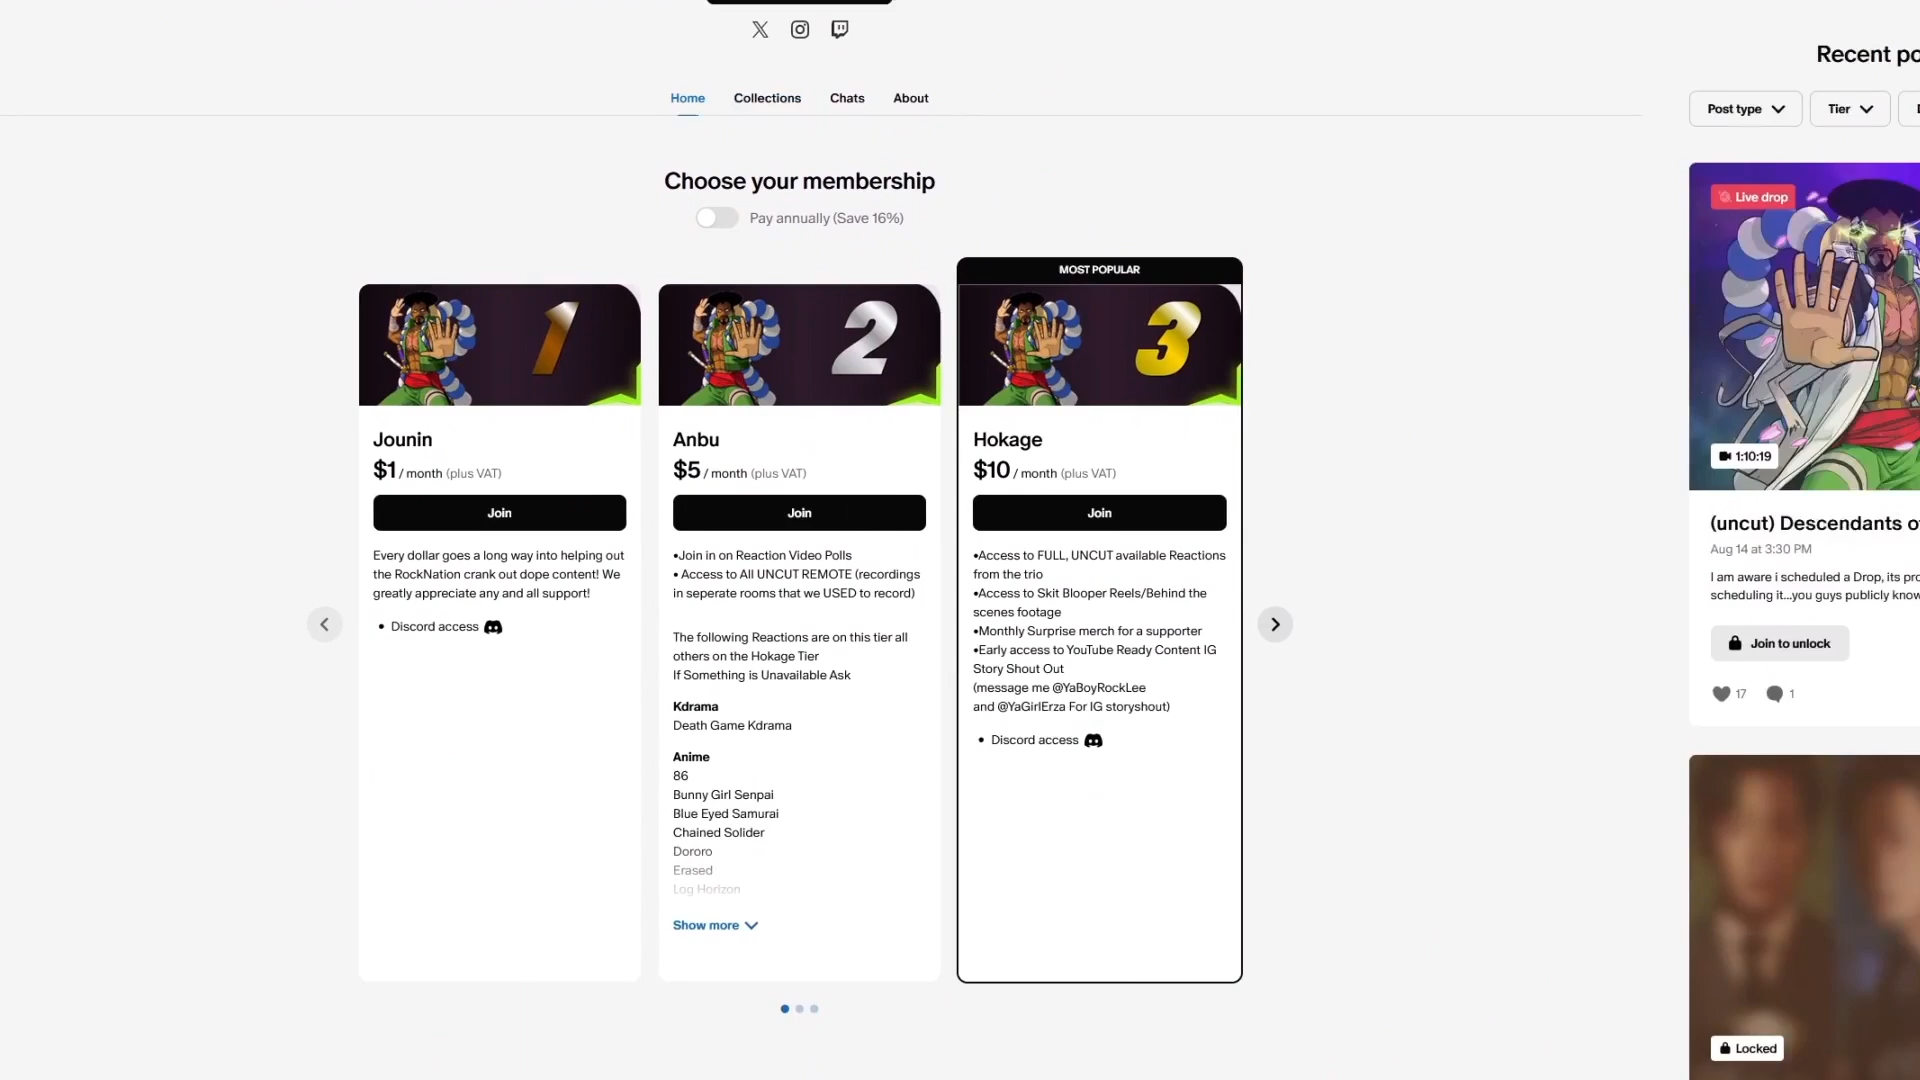 Home Collections Chats About
Choose your membership
Pay annually (Save 16%)
1
Jounin
$1 / month (plus VAT)
Join
Every dollar goes a long way into helping out
the RockNation crank out dope content! We
greatly appreciate any and all support!
• Discord access
2
Anbu
$5 / month (plus VAT)
Join
•Join in on Reaction Video Polls
• Access to All UNCUT REMOTE (recordings
in seperate rooms that we USED to record)
The following Reactions are on this tier all
others on the Hokage Tier
If Something is Unavailable Ask
Kdrama
Death Game Kdrama
Anime
86
Bunny Girl Senpai
Blue Eyed Samurai
Chained Solider
Dororo
Erased
Log Horizon
Show more
MOST POPULAR
3
Hokage
$10 / month (plus VAT)
Join
•Access to FULL, UNCUT available Reactions
from the trio
•Access to Skit Blooper Reels/Behind the
scenes footage
•Monthly Surprise merch for a supporter
•Early access to YouTube Ready Content IG
Story Shout Out
(message me @YaBoyRockLee
and @YaGirlErza For IG storyshout)
• Discord access
Recent
Post type Tier
Live drop
1:10:19
(uncut) Descendants
Aug 14 at 3:30 PM
I am aware i scheduled a Drop, its
scheduling it...you guys publicly
Join to unlock
17 1
Locked